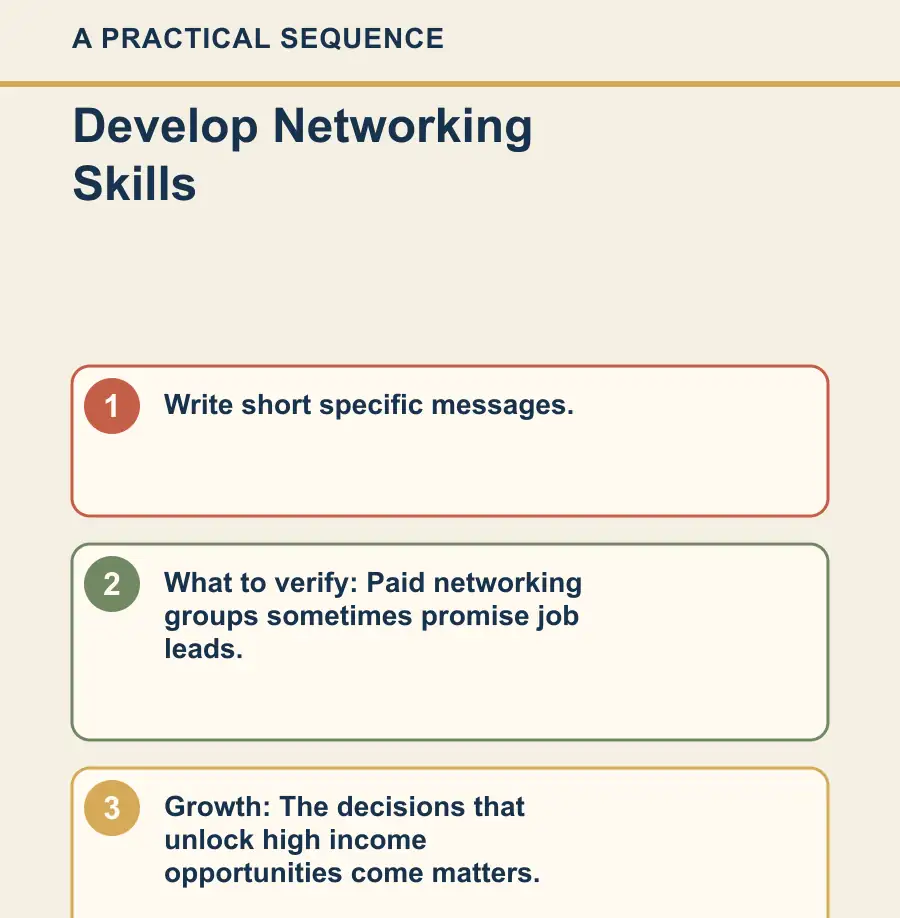 A PRACTICAL SEQUENCE
Develop Networking
Skills
1
Write short specific messages.
2
What to verify: Paid networking
groups sometimes promise job
leads.
3
Growth: The decisions that
unlock high income
opportunities come matters.